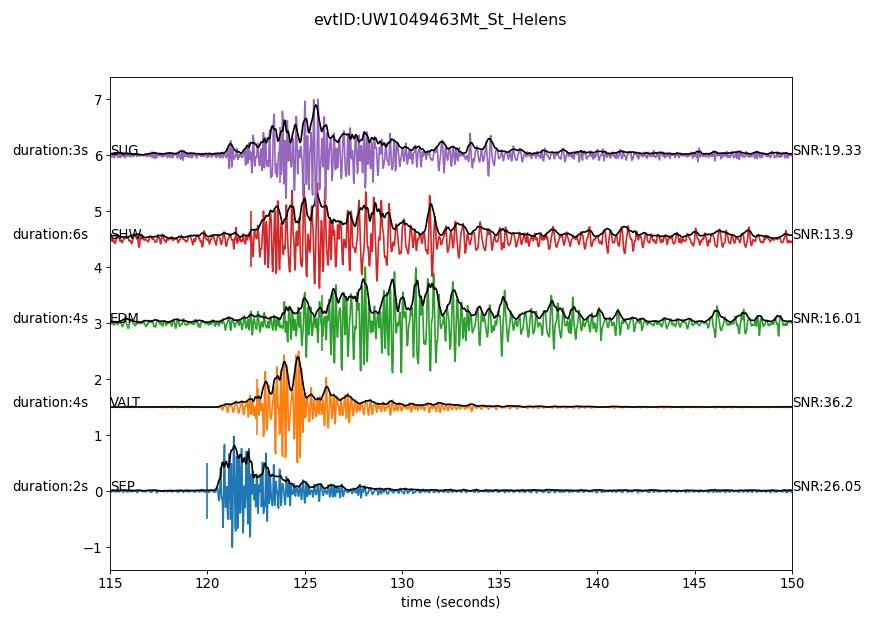 evtID:UW1049463Mt_St_Helens
7
duration:3s SUG 6 SNR:19.33
5
duration:6s SHW SNR:13.9
4
duration:4s EDM 3 SNR:16.01
2
duration:4s VALT SNR:36.2
1
duration:2s SEP 0 SNR:26.05
−1
115 120 125 130 135 140 145 150
time (seconds)